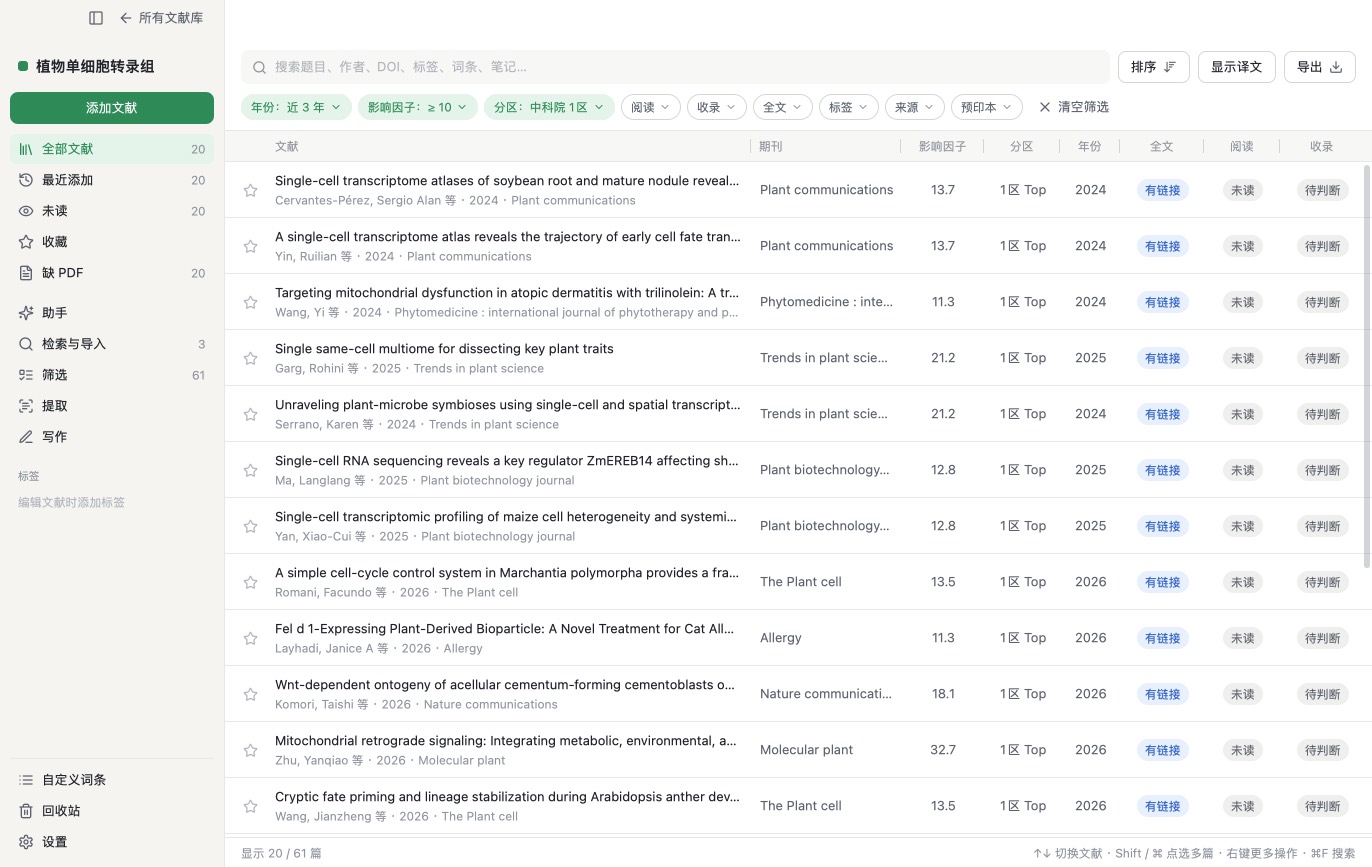 所有文献库
植物单细胞转录组
添加文献
全部文献 20
最近添加 20
未读 20
收藏
缺 PDF 20
助手
检索与导入 3
筛选 61
提取
写作
标签
编辑文献时添加标签
自定义词条
回收站
设置
搜索题目、作者、DOI、标签、词条、笔记... 排序 显示译文 导出
年份：近 3 年 影响因子：≥ 10 分区：中科院 1区 阅读 收录 全文 标签 来源 预印本 清空筛选
文献 期刊 影响因子 分区 年份 全文 阅读 收录
Single-cell transcriptome atlases of soybean root and mature nodule reveal... Plant communications 13.7 1区 Top 2024 有链接 未读 待判断
Cervantes-Pérez, Sergio Alan 等 · 2024 · Plant communications
A single-cell transcriptome atlas reveals the trajectory of early cell fate tran... Plant communications 13.7 1区 Top 2024 有链接 未读 待判断
Yin, Ruilian 等 · 2024 · Plant communications
Targeting mitochondrial dysfunction in atopic dermatitis with trilinolein: A tr... Phytomedicine : inte... 11.3 1区 Top 2024 有链接 未读 待判断
Wang, Yi 等 · 2024 · Phytomedicine : international journal of phytotherapy and p...
Single same-cell multiome for dissecting key plant traits Trends in plant scie... 21.2 1区 Top 2025 有链接 未读 待判断
Garg, Rohini 等 · 2025 · Trends in plant science
Unraveling plant-microbe symbioses using single-cell and spatial transcript... Trends in plant scie... 21.2 1区 Top 2024 有链接 未读 待判断
Serrano, Karen 等 · 2024 · Trends in plant science
Single-cell RNA sequencing reveals a key regulator ZmEREB14 affecting sh... Plant biotechnology... 12.8 1区 Top 2025 有链接 未读 待判断
Ma, Langlang 等 · 2025 · Plant biotechnology journal
Single-cell transcriptomic profiling of maize cell heterogeneity and systemi... Plant biotechnology... 12.8 1区 Top 2025 有链接 未读 待判断
Yan, Xiao-Cui 等 · 2025 · Plant biotechnology journal
A simple cell-cycle control system in Marchantia polymorpha provides a fra... The Plant cell 13.5 1区 Top 2026 有链接 未读 待判断
Romani, Facundo 等 · 2026 · The Plant cell
Fel d 1-Expressing Plant-Derived Bioparticle: A Novel Treatment for Cat All... Allergy 11.3 1区 Top 2026 有链接 未读 待判断
Layhadi, Janice A 等 · 2026 · Allergy
Wnt-dependent ontogeny of acellular cementum-forming cementoblasts o... Nature communicati... 18.1 1区 Top 2026 有链接 未读 待判断
Komori, Taishi 等 · 2026 · Nature communications
Mitochondrial retrograde signaling: Integrating metabolic, environmental, a... Molecular plant 32.7 1区 Top 2026 有链接 未读 待判断
Zhu, Yanqiao 等 · 2026 · Molecular plant
Cryptic fate priming and lineage stabilization during Arabidopsis anther dev... The Plant cell 13.5 1区 Top 2026 有链接 未读 待判断
Wang, Jianzheng 等 · 2026 · The Plant cell
显示 20 / 61 篇 ↑↓ 切换文献 · Shift / ⌘ 点选多篇 · 右键更多操作 · ⌘F 搜索